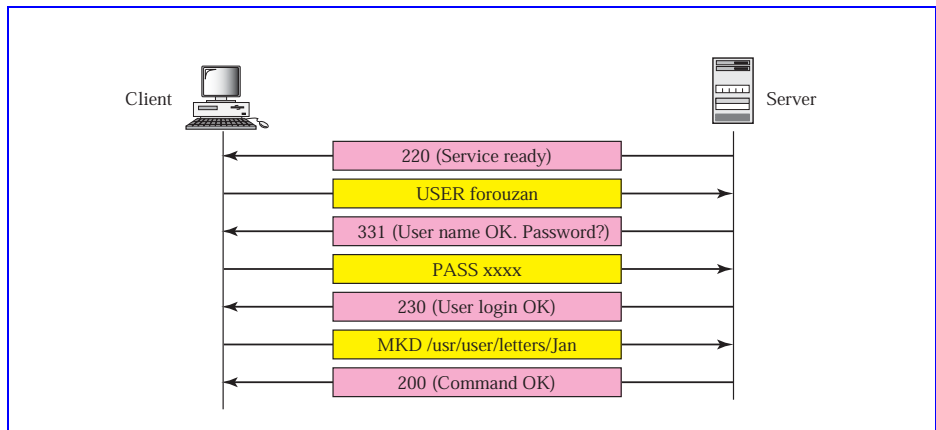 Client
Server
220 (Service ready)
USER forouzan
331 (User name OK. Password?)
PASS xxxx
230 (User login OK)
MKD /usr/user/letters/Jan
200 (Command OK)